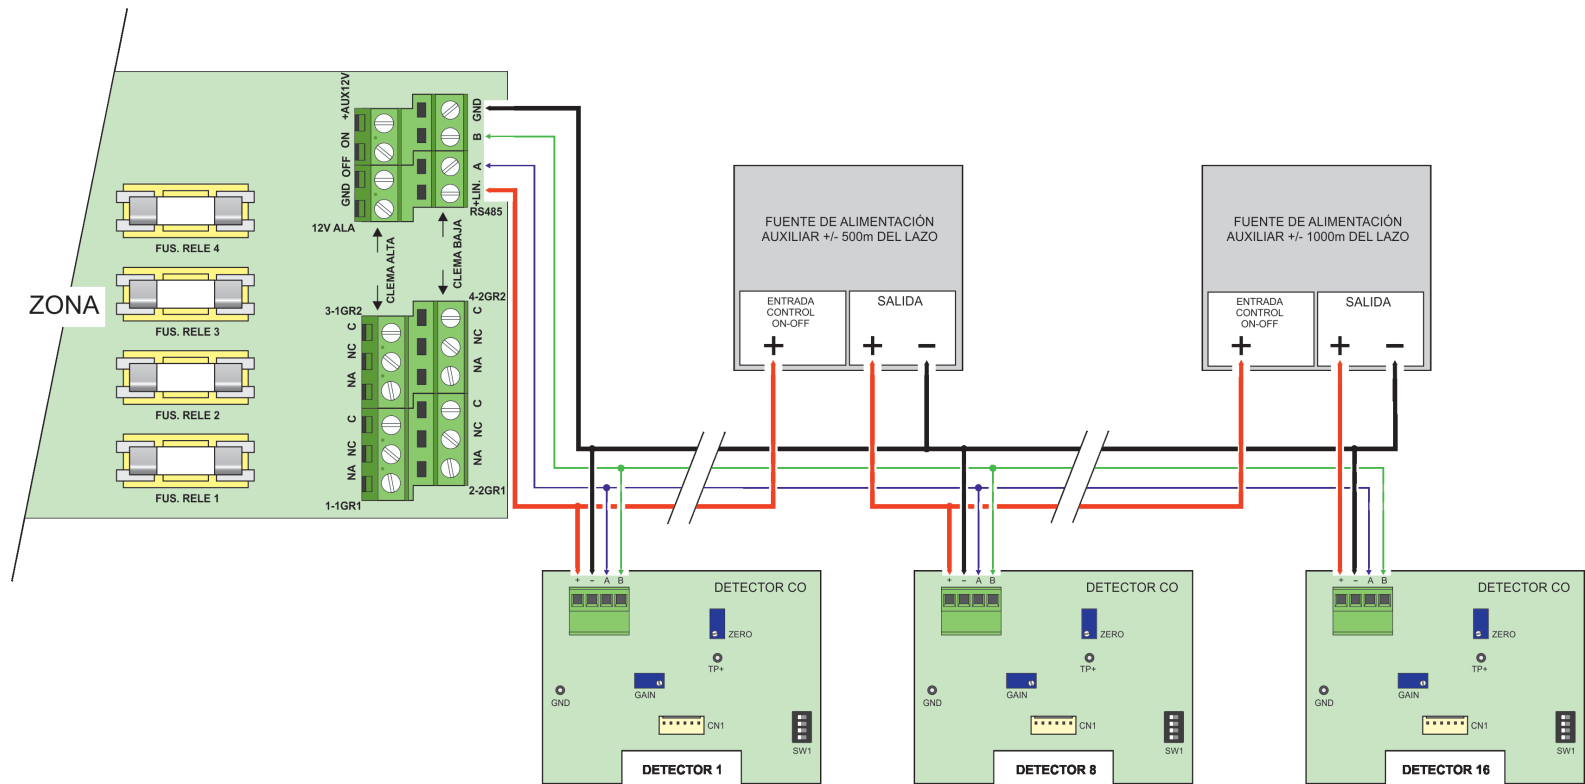 ZONA
FUS. RELE 4
FUS. RELE 3
FUS. RELE 2
FUS. RELE 1
+AUX12V
ON
OFF
GND
12V ALA
GND
B
A
+LIN.
RS485
CLEMA ALTA
CLEMA BAJA
3-1GR2
4-2GR2
C
NC
NA
C
NC
NA
C
NC
NA
C
NC
NA
1-1GR1
2-2GR1
FUENTE DE ALIMENTACIÓN
AUXILIAR +/- 500m DEL LAZO
ENTRADA
CONTROL
ON-OFF
+
SALIDA
+ −
FUENTE DE ALIMENTACIÓN
AUXILIAR +/- 1000m DEL LAZO
ENTRADA
CONTROL
ON-OFF
+
SALIDA
+ −
+ − A B
DETECTOR CO
ZERO
TP+
GAIN
GND
CN1
SW1
DETECTOR 1
+ − A B
DETECTOR CO
ZERO
TP+
GAIN
GND
CN1
SW1
DETECTOR 8
+ − A B
DETECTOR CO
ZERO
TP+
GAIN
GND
CN1
SW1
DETECTOR 16